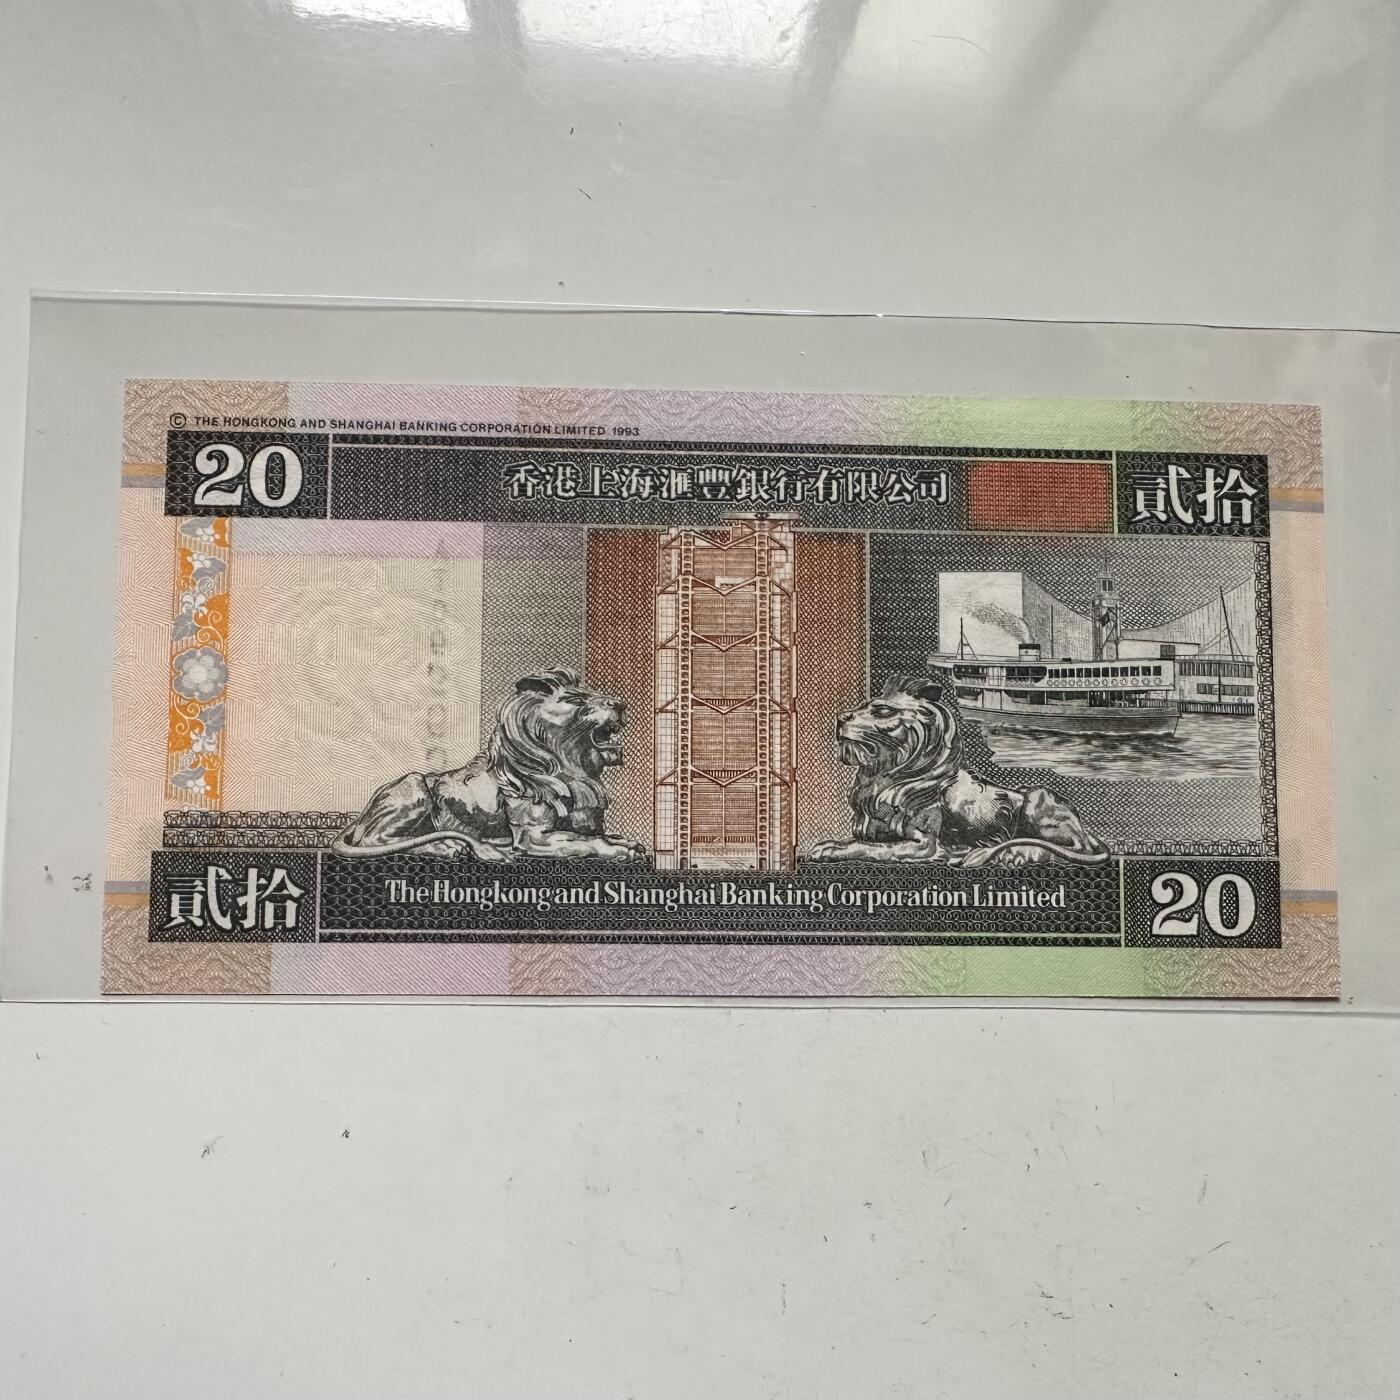 © THE HONGKONG AND SHANGHAI BANKING CORPORATION LIMITED 1993
20
香港上海滙豐銀行有限公司
貳拾
貳拾
The Hongkong and Shanghai Banking Corporation Limited
20